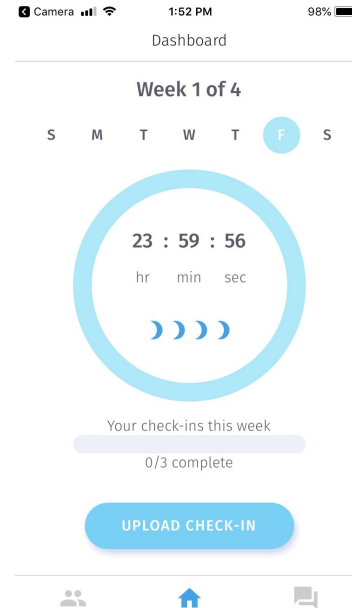 Camera 1:52 PM 98%
Dashboard
Week 1 of 4
S M T W T F S
23 : 59 : 56
hr min sec
Your check-ins this week
0/3 complete
UPLOAD CHECK-IN